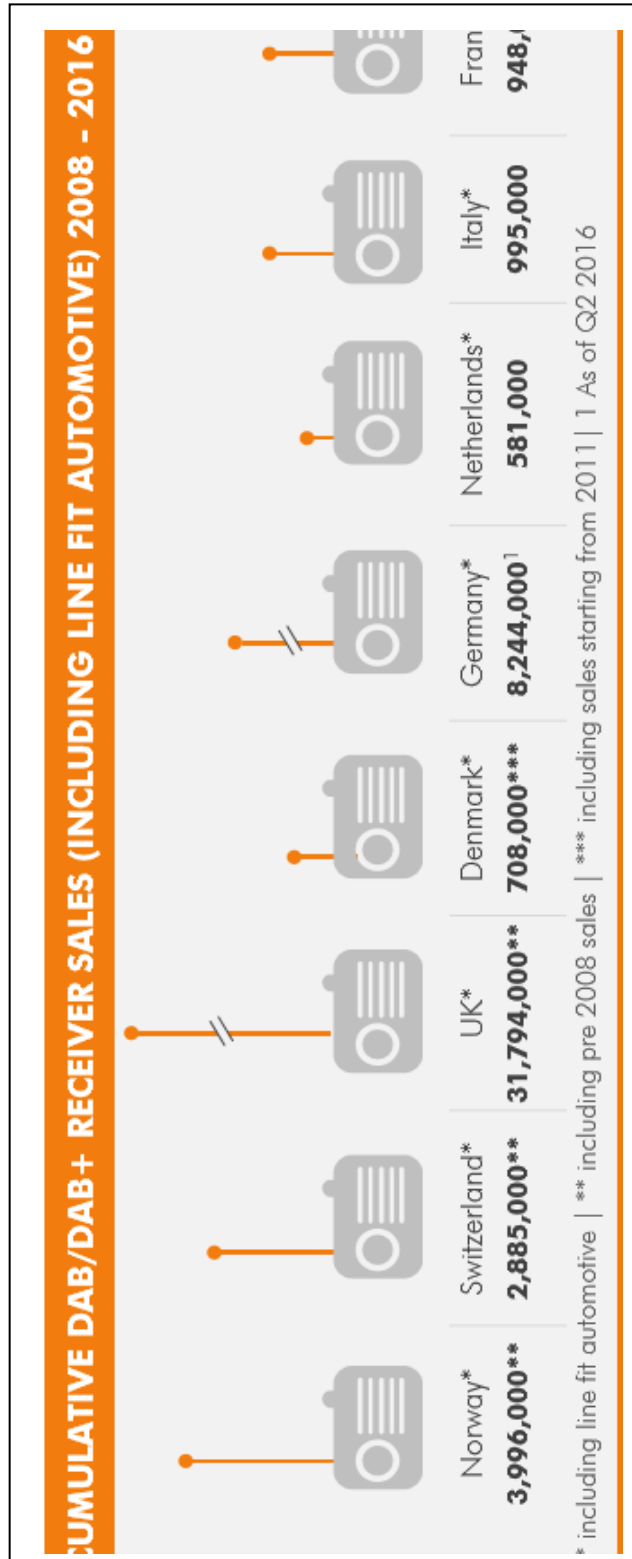 CUMULATIVE DAB/DAB+ RECEIVER SALES (INCLUDING LINE FIT AUTOMOTIVE) 2008 - 2016
Norway*
3,996,000**
Switzerland*
2,885,000**
UK*
31,794,000**
Denmark*
708,000***
Germany*
8,244,000¹
Netherlands*
581,000
Italy*
995,000
Fran
948,
* including line fit automotive | ** including pre 2008 sales | *** including sales starting from 2011 | 1 As of Q2 2016